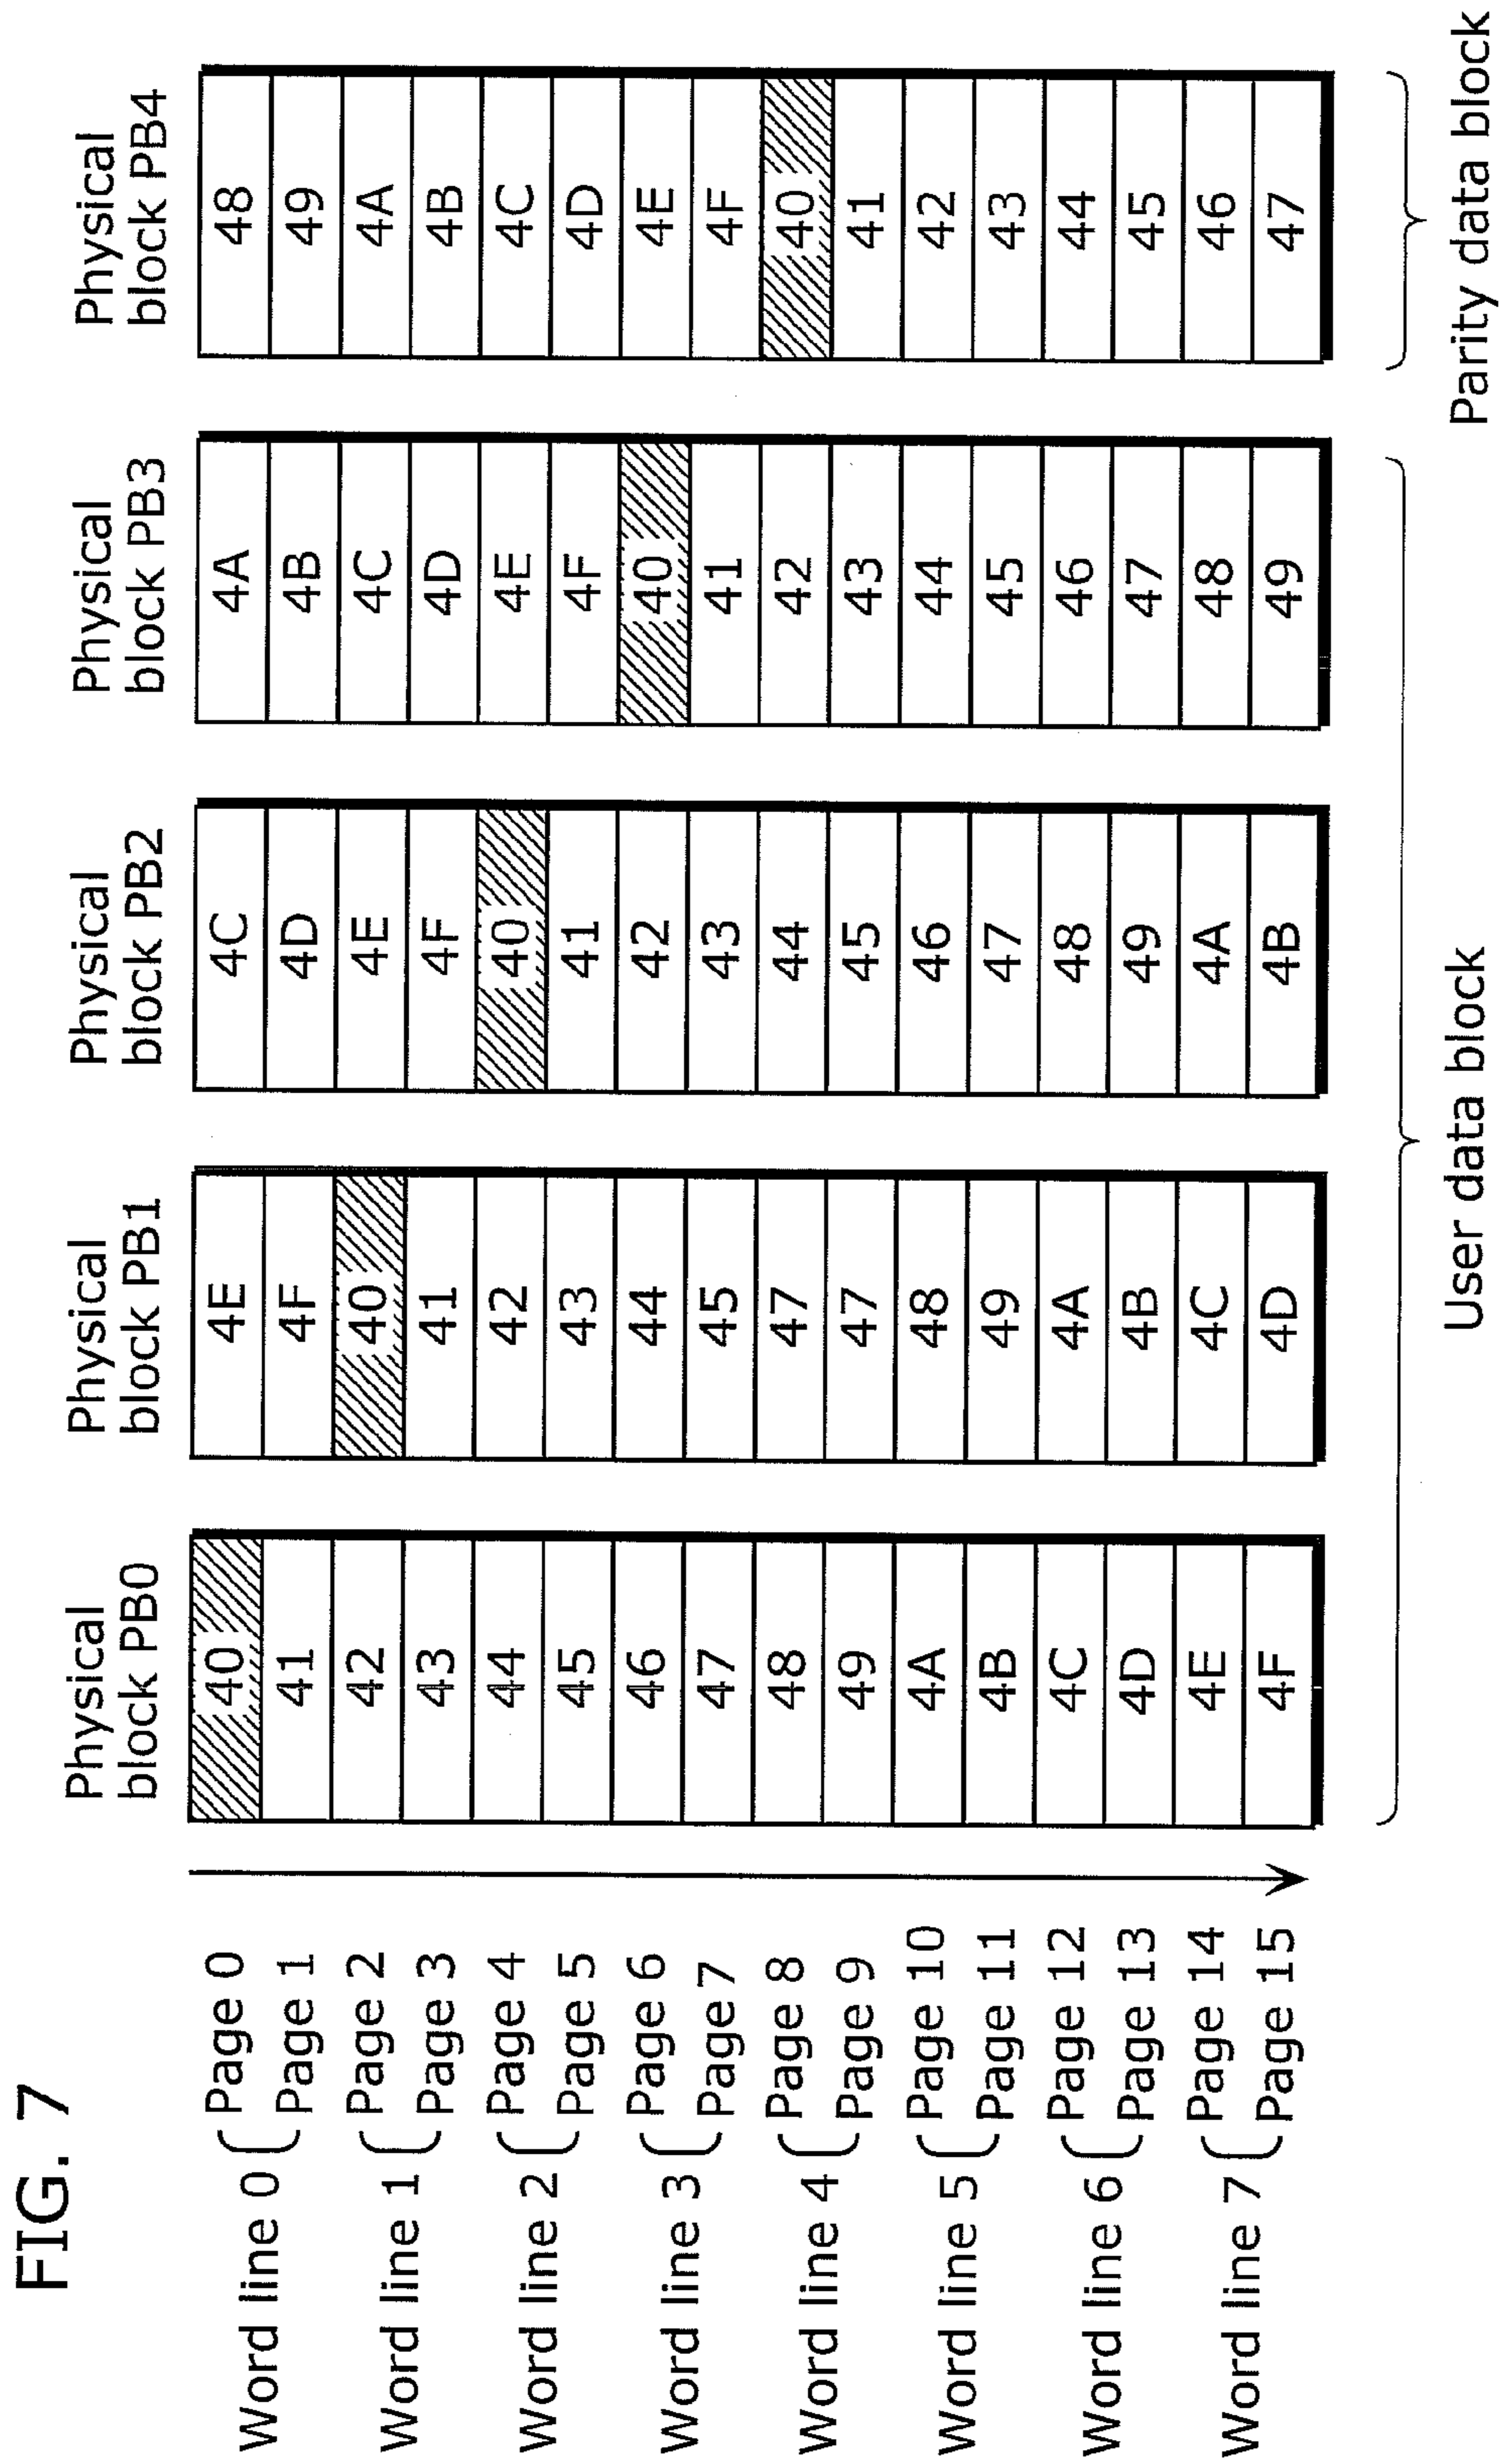 FIG. 7
Physical block PB0
Physical block PB1
Physical block PB2
Physical block PB3
Physical block PB4
Word line 0 Page 0 40 4E 4C 4A 48
Page 1 41 4F 4D 4B 49
Word line 1 Page 2 42 40 4E 4C 4A
Page 3 43 41 4F 4D 4B
Word line 2 Page 4 44 42 40 4E 4C
Page 5 45 43 41 4F 4D
Word line 3 Page 6 46 44 42 40 4E
Page 7 47 45 43 41 4F
Word line 4 Page 8 48 47 44 42 40
Page 9 49 47 45 43 41
Word line 5 Page 10 4A 48 46 44 42
Page 11 4B 49 47 45 43
Word line 6 Page 12 4C 4A 48 46 44
Page 13 4D 4B 49 47 45
Word line 7 Page 14 4E 4C 4A 48 46
Page 15 4F 4D 4B 49 47
User data block
Parity data block